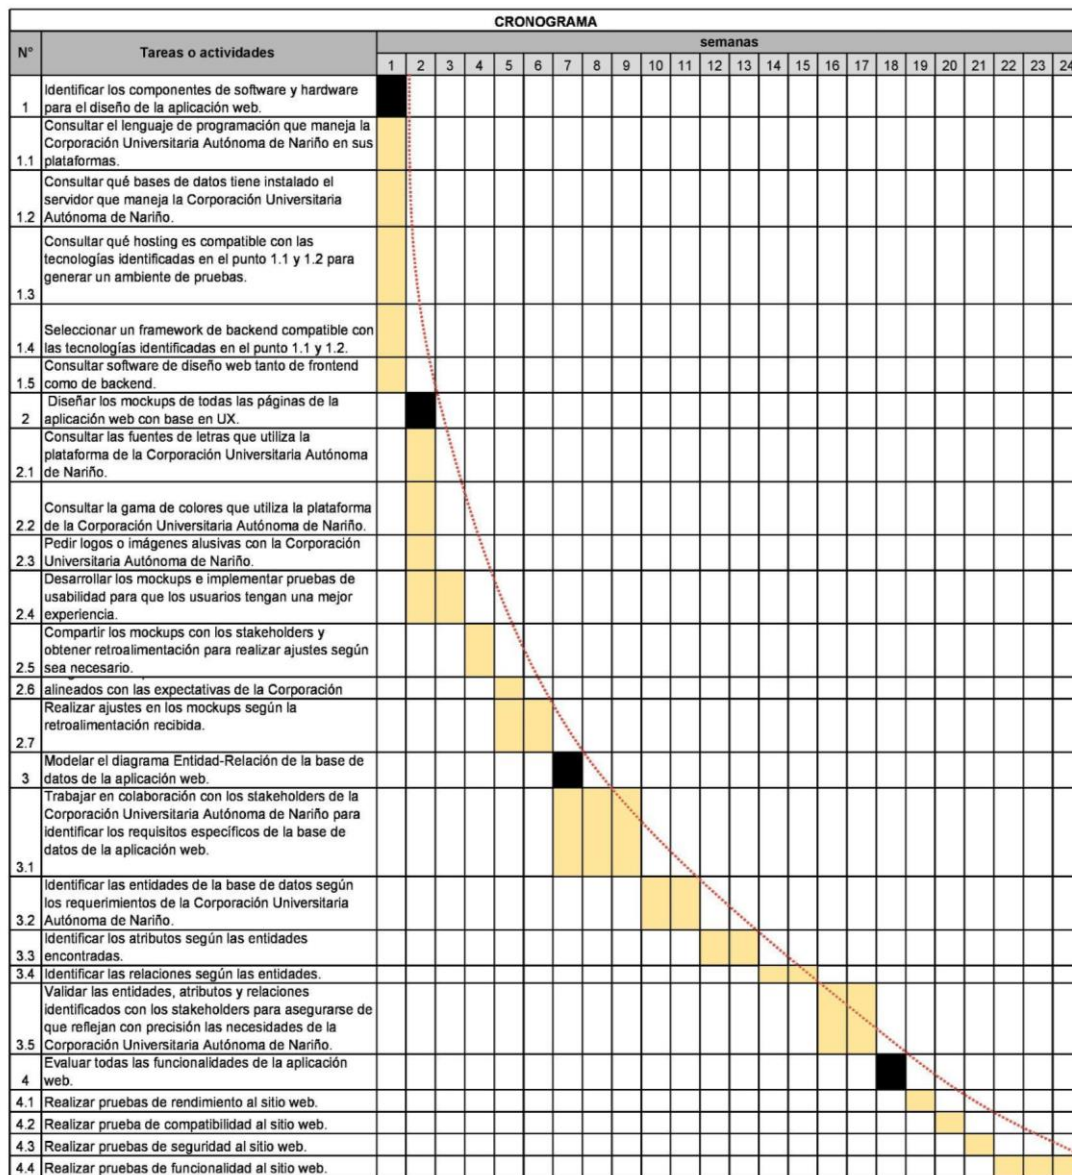 CRONOGRAMA
N° Tareas o actividades semanas
1 2 3 4 5 6 7 8 9 10 11 12 13 14 15 16 17 18 19 20 21 22 23 24
Identificar los componentes de software y hardware
1 para el diseño de la aplicación web.
Consultar el lenguaje de programación que maneja la
Corporación Universitaria Autónoma de Nariño en sus
1.1 plataformas.
Consultar qué bases de datos tiene instalado el
servidor que maneja la Corporación Universitaria
1.2 Autónoma de Nariño.
Consultar qué hosting es compatible con las
tecnologías identificadas en el punto 1.1 y 1.2 para
generar un ambiente de pruebas.
1.3
Seleccionar un framework de backend compatible con
1.4 las tecnologías identificadas en el punto 1.1 y 1.2.
Consultar software de diseño web tanto de frontend
1.5 como de backend.
Diseñar los mockups de todas las páginas de la
2 aplicación web con base en UX.
Consultar las fuentes de letras que utiliza la
plataforma de la Corporación Universitaria Autónoma
2.1 de Nariño.
Consultar la gama de colores que utiliza la plataforma
2.2 de la Corporación Universitaria Autónoma de Nariño.
Pedir logos o imágenes alusivas con la Corporación
2.3 Universitaria Autónoma de Nariño.
Desarrollar los mockups e implementar pruebas de
usabilidad para que los usuarios tengan una mejor
2.4 experiencia.
Compartir los mockups con los stakeholders y
obtener retroalimentación para realizar ajustes según
2.5 sea necesario.
2.6 alineados con las expectativas de la Corporación
Realizar ajustes en los mockups según la
retroalimentación recibida.
2.7
Modelar el diagrama Entidad-Relación de la base de
3 datos de la aplicación web.
Trabajar en colaboración con los stakeholders de la
Corporación Universitaria Autónoma de Nariño para
identificar los requisitos específicos de la base de
datos de la aplicación web.
3.1
Identificar las entidades de la base de datos según
los requerimientos de la Corporación Universitaria
3.2 Autónoma de Nariño.
Identificar los atributos según las entidades
3.3 encontradas.
3.4 Identificar las relaciones según las entidades.
Validar las entidades, atributos y relaciones
identificados con los stakeholders para asegurarse de
que reflejan con precisión las necesidades de la
3.5 Corporación Universitaria Autónoma de Nariño.
Evaluar todas las funcionalidades de la aplicación
4 web.
4.1 Realizar pruebas de rendimiento al sitio web.
4.2 Realizar prueba de compatibilidad al sitio web.
4.3 Realizar pruebas de seguridad al sitio web.
4.4 Realizar pruebas de funcionalidad al sitio web.